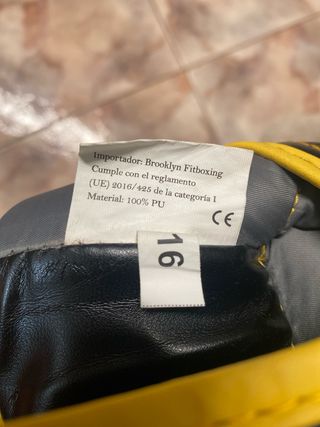 Importador: Brooklyn Fitboxing
Cumple con el reglamento
(UE) 2016/425 de la categoría I
Material: 100% PU
CE
16